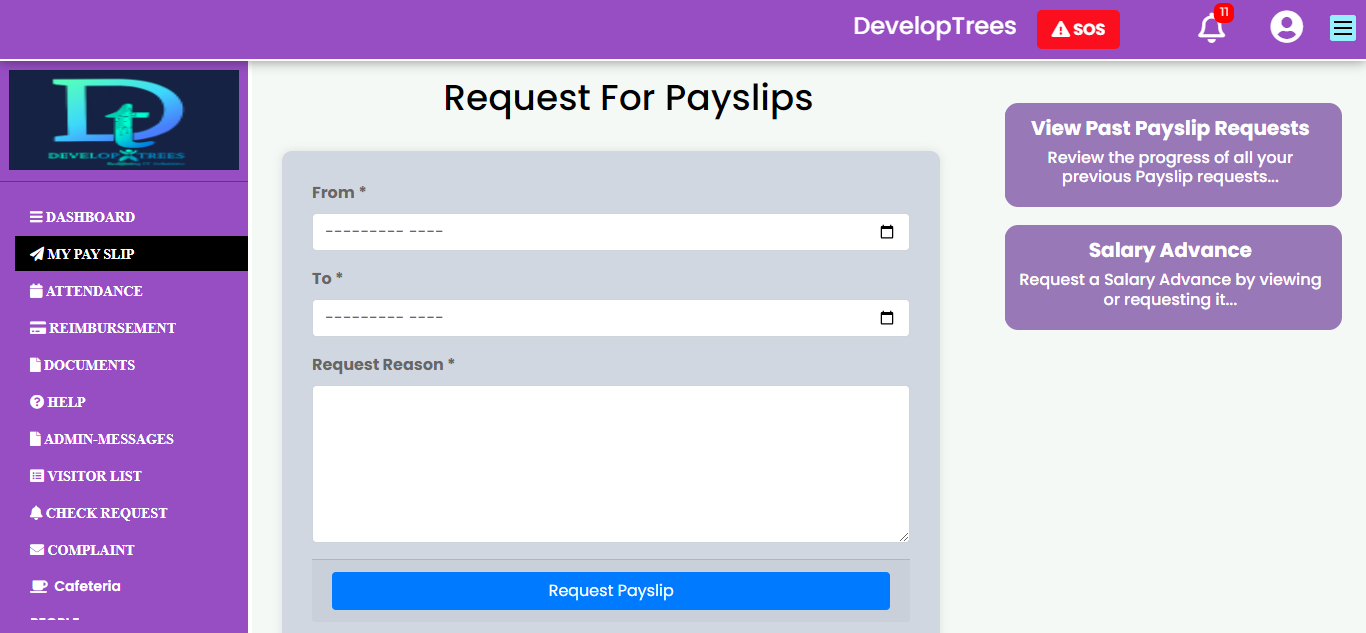 DevelopTrees
SOS
11
DEVELOP TREES
Request For Payslips
DASHBOARD
MY PAY SLIP
ATTENDANCE
REIMBURSEMENT
DOCUMENTS
HELP
ADMIN-MESSAGES
VISITOR LIST
CHECK REQUEST
COMPLAINT
Cafeteria
From *
--------- ----
To *
--------- ----
Request Reason *
Request Payslip
View Past Payslip Requests
Review the progress of all your
previous Payslip requests...
Salary Advance
Request a Salary Advance by viewing
or requesting it...